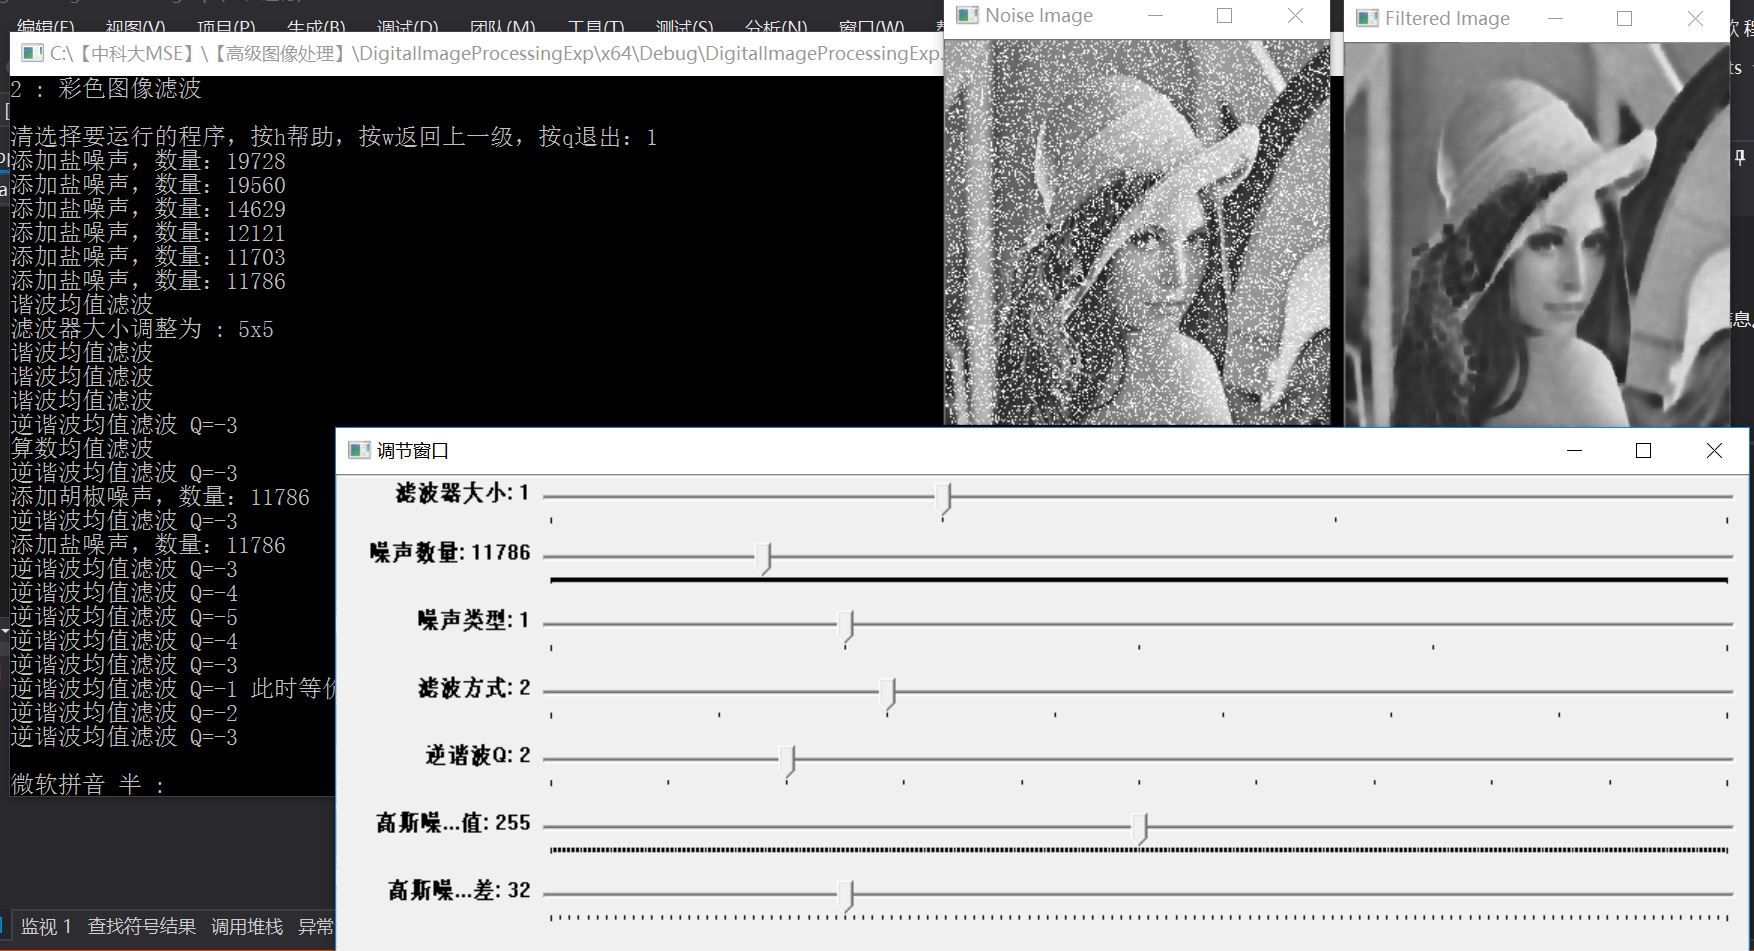 编辑(E) 视图(V) 项目(P) 生成(B) 调试(D) 团队(M) 工具(T) 测试(S) 分析(N) 窗口(W)
C:\【中科大MSE】\【高级图像处理】\DigitalImageProcessingExp\x64\Debug\DigitalImageProcessingExp.
2 : 彩色图像滤波
清选择要运行的程序，按h帮助，按w返回上一级，按q退出：1
添加盐噪声，数量：19728
添加盐噪声，数量：19560
添加盐噪声，数量：14629
添加盐噪声，数量：12121
添加盐噪声，数量：11703
添加盐噪声，数量：11786
谐波均值滤波
滤波器大小调整为 : 5x5
谐波均值滤波
谐波均值滤波
谐波均值滤波
逆谐波均值滤波 Q=-3
算数均值滤波
逆谐波均值滤波 Q=-3
添加胡椒噪声，数量：11786
逆谐波均值滤波 Q=-3
添加盐噪声，数量：11786
逆谐波均值滤波 Q=-3
逆谐波均值滤波 Q=-4
逆谐波均值滤波 Q=-5
逆谐波均值滤波 Q=-4
逆谐波均值滤波 Q=-3
逆谐波均值滤波 Q=-1 此时等价
逆谐波均值滤波 Q=-2
逆谐波均值滤波 Q=-3
微软拼音 半 :
Noise Image
Filtered Image
ts
息
调节窗口
滤波器大小: 1
噪声数量: 11786
噪声类型: 1
滤波方式: 2
逆谐波Q: 2
高斯噪...值: 255
高斯噪...差: 32
监视 1 查找符号结果 调用堆栈 异常